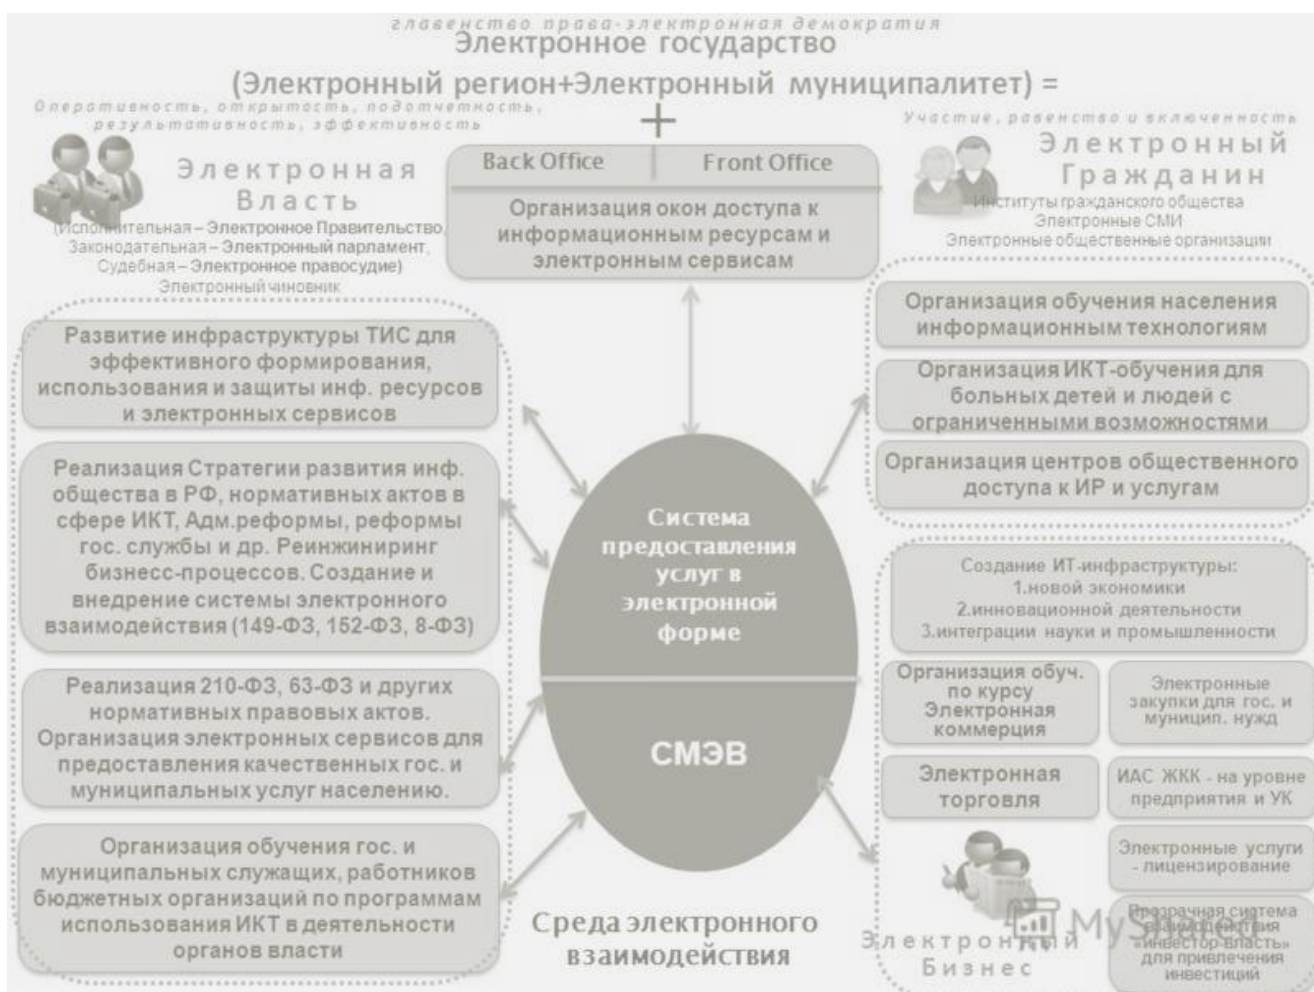 главенство права-электронная демократия
Электронное государство
(Электронный регион+Электронный муниципалитет) =
Оперативность, открытость, подотчетность,
результативность, эффективность
+
Участие, равенство и включенность
Электронная
Власть
(Исполнительная – Электронное Правительство,
Законодательная – Электронный парламент,
Судебная – Электронное правосудие)
Электронный чиновник
Back Office
Front Office
Организация окон доступа к
информационным ресурсам и
электронным сервисам
Электронный
Гражданин
Институты гражданского общества
Электронные СМИ
Электронные общественные организации
Развитие инфраструктуры ТИС для
эффективного формирования,
использования и защиты инф. ресурсов
и электронных сервисов
Реализация Стратегии развития инф.
общества в РФ, нормативных актов в
сфере ИКТ, Адм.реформы, реформы
гос. службы и др. Реинжиниринг
бизнесс-процессов. Создание и
внедрение системы электронного
взаимодействия (149-ФЗ, 152-ФЗ, 8-ФЗ)
Реализация 210-ФЗ, 63-ФЗ и других
нормативных правовых актов.
Организация электронных сервисов для
предоставления качественных гос. и
муниципальных услуг населению.
Организация обучения гос. и
муниципальных служащих, работников
бюджетных организаций по программам
использования ИКТ в деятельности
органов власти
Система
предоставления
услуг в
электронной
форме
СМЭВ
Среда электронного
взаимодействия
Организация обучения населения
информационным технологиям
Организация ИКТ-обучения для
больных детей и людей с
ограниченными возможностями
Организация центров общественного
доступа к ИР и услугам
Создание ИТ-инфраструктуры:
1.новой экономики
2.инновационной деятельности
3.интеграции науки и промышленности
Организация обуч.
по курсу
Электронная
коммерция
Электронные
закупки для гос. и
муницип. нужд
Электронная
торговля
ИАС ЖКК - на уровне
предприятия и УК
Электронные услуги
- лицензирование
Прозрачная система
взаимодействия
«инвестор-власть»
для привлечения
инвестиций
Электронный
Бизнес
MyShared